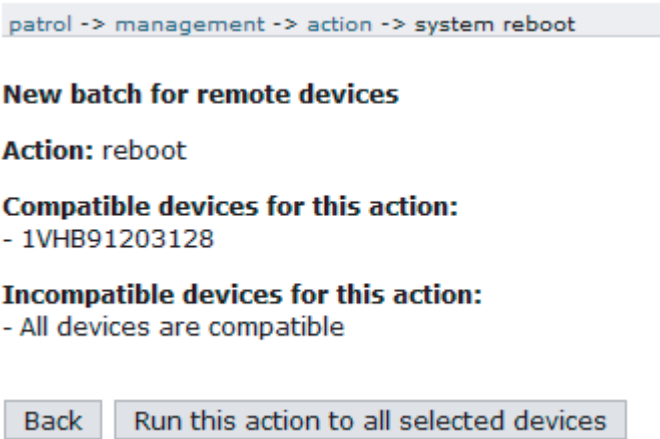 patrol -> management -> action -> system reboot
New batch for remote devices
Action: reboot
Compatible devices for this action:
- 1VHB91203128
Incompatible devices for this action:
- All devices are compatible
Back
Run this action to all selected devices